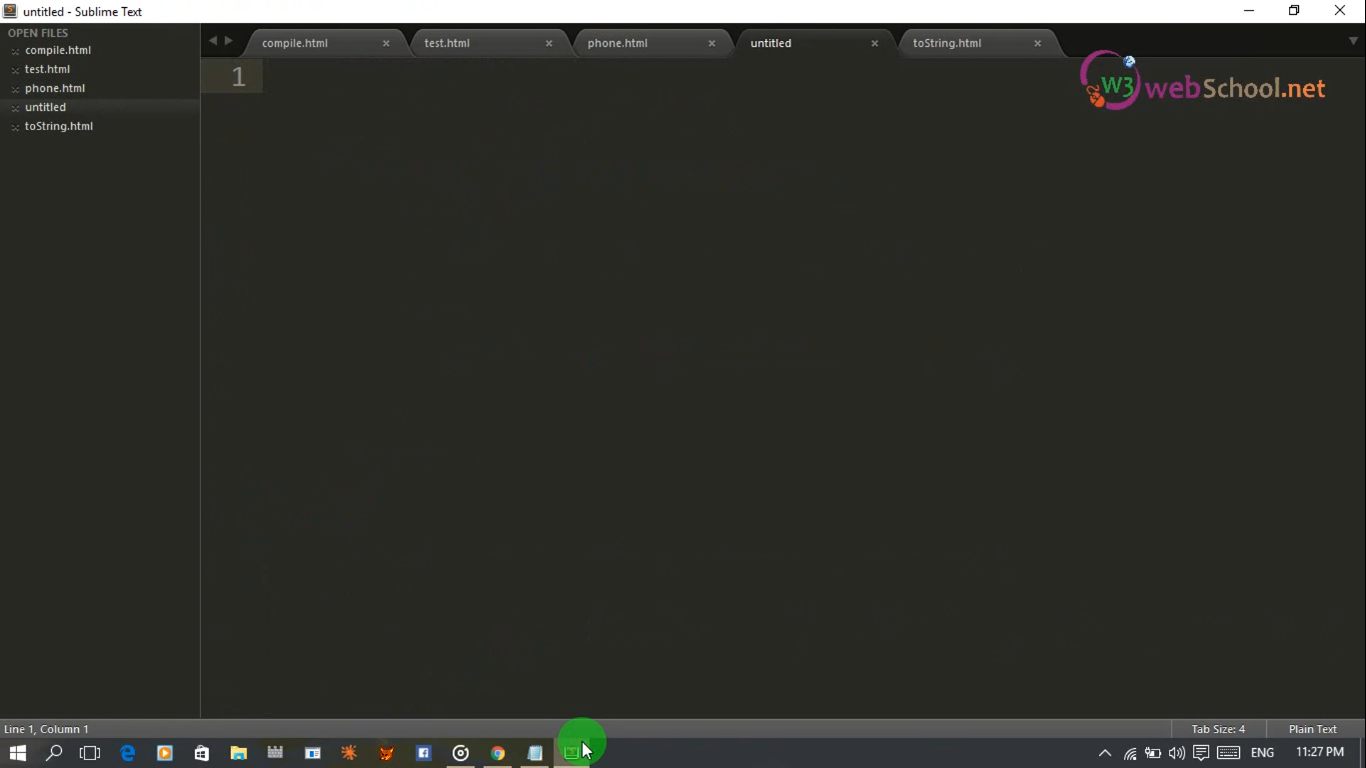 untitled - Sublime Text
OPEN FILES
compile.html
test.html
phone.html
untitled
toString.html
compile.html
test.html
phone.html
untitled
toString.html
1
W3 webSchool.net
Line 1, Column 1
Tab Size: 4
Plain Text
ENG
11:27 PM